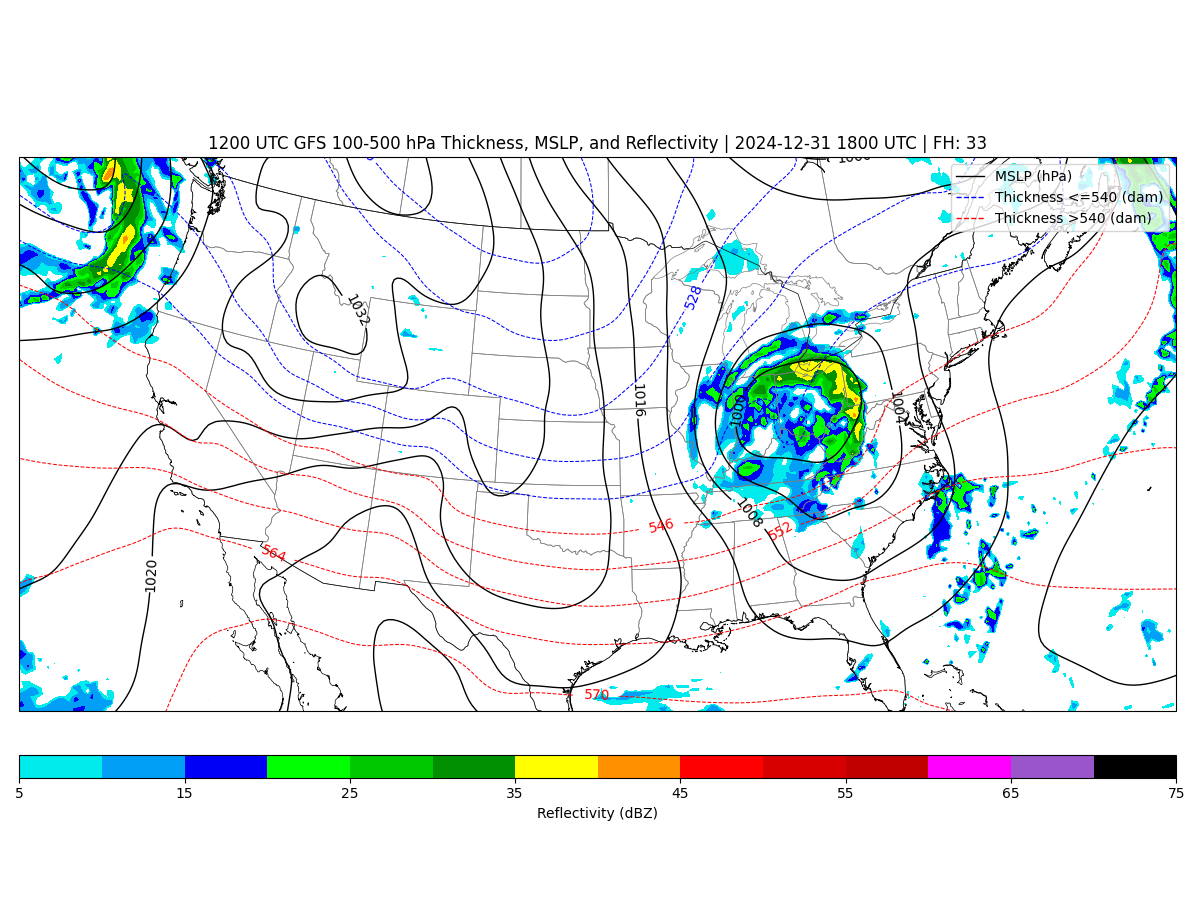 1200 UTC GFS 100-500 hPa Thickness, MSLP, and Reflectivity | 2024-12-31 1800 UTC | FH: 33
MSLP (hPa)
Thickness <=540 (dam)
Thickness >540 (dam)
528
1032
1016
1004
1008
546
552
564
1020
570
5 15 25 35 45 55 65 75
Reflectivity (dBZ)